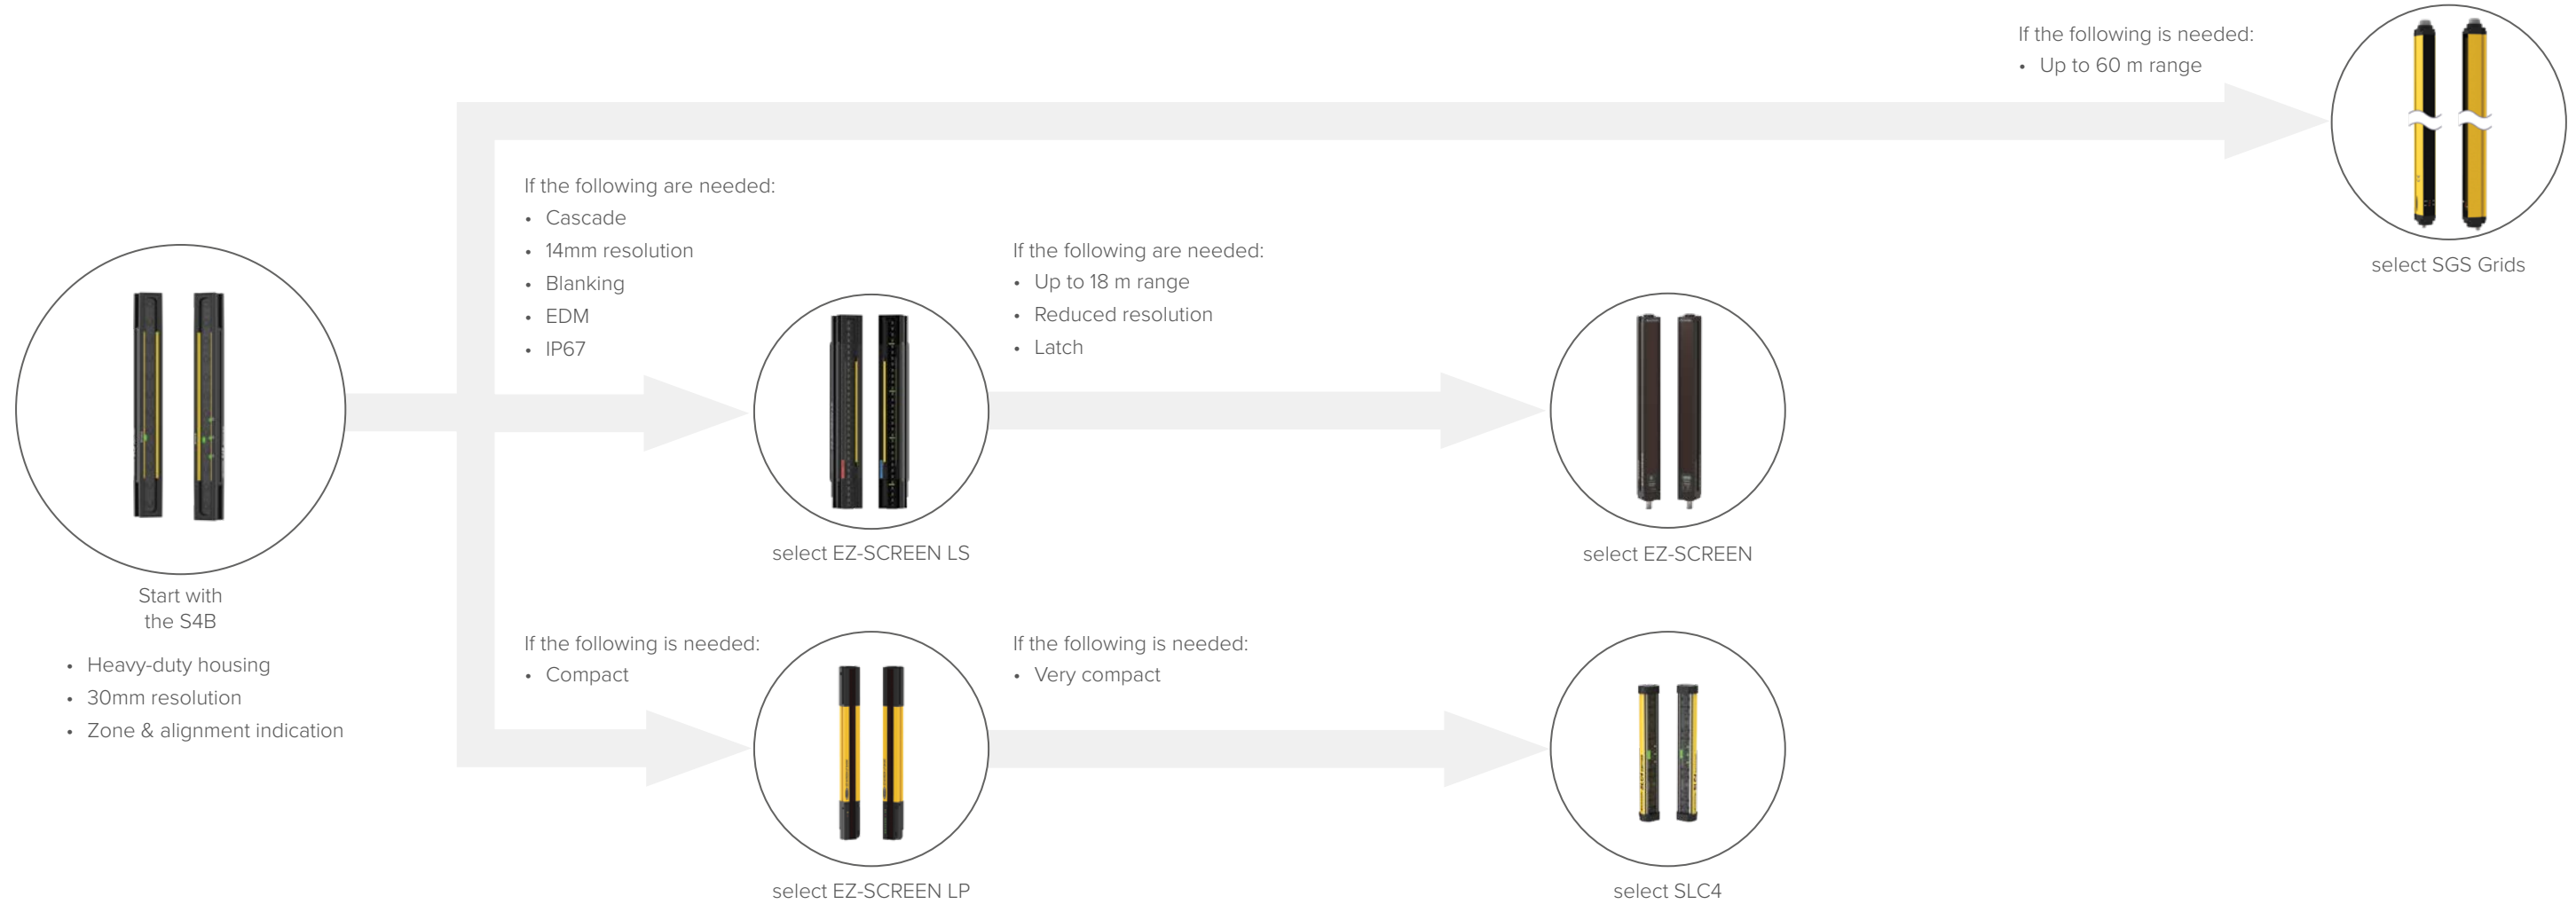 If the following is needed:
• Up to 60 m range
select SGS Grids
If the following are needed:
• Cascade
• 14mm resolution
• Blanking
• EDM
• IP67
select EZ-SCREEN LS
If the following are needed:
• Up to 18 m range
• Reduced resolution
• Latch
select EZ-SCREEN
Start with
the S4B
• Heavy-duty housing
• 30mm resolution
• Zone & alignment indication
If the following is needed:
• Compact
select EZ-SCREEN LP
If the following is needed:
• Very compact
select SLC4